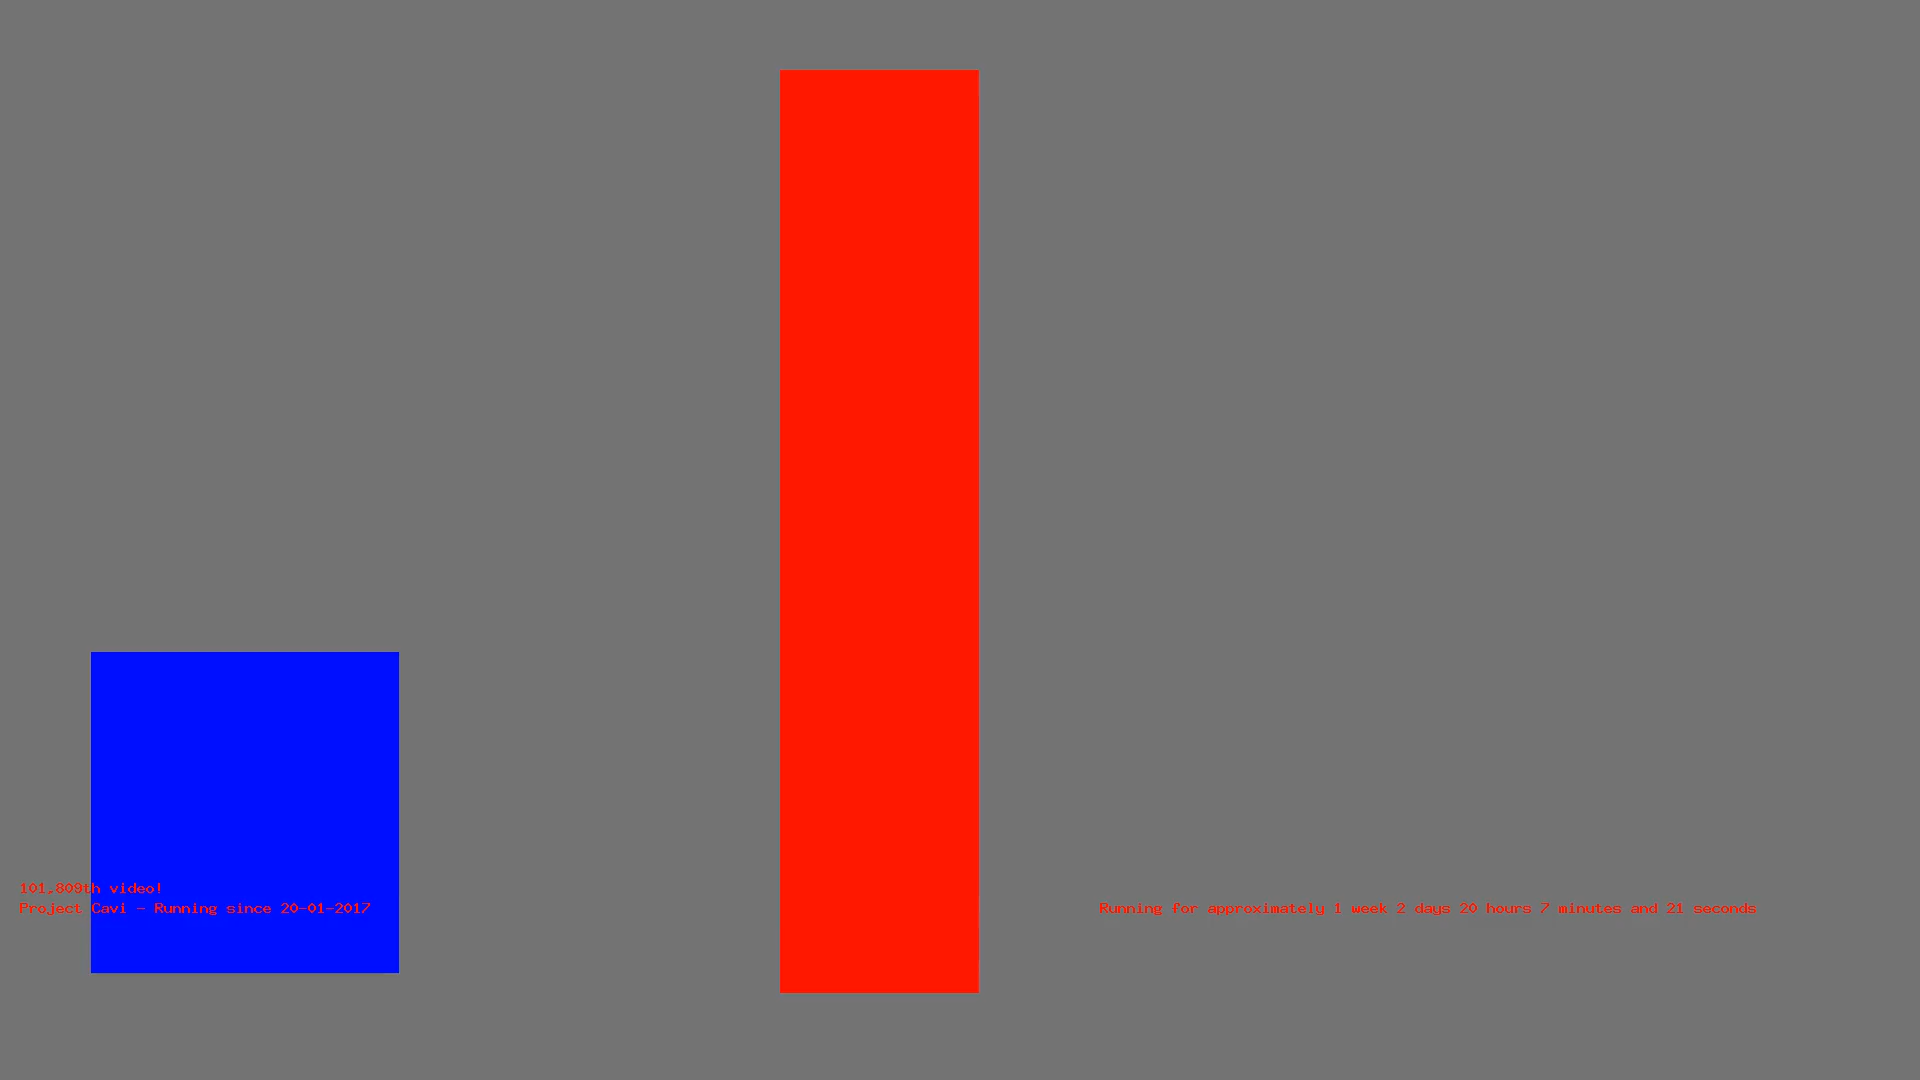 101,809th video!
Project Cavi - Running since 20-01-2017
Running for approximately 1 week 2 days 20 hours 7 minutes and 21 seconds